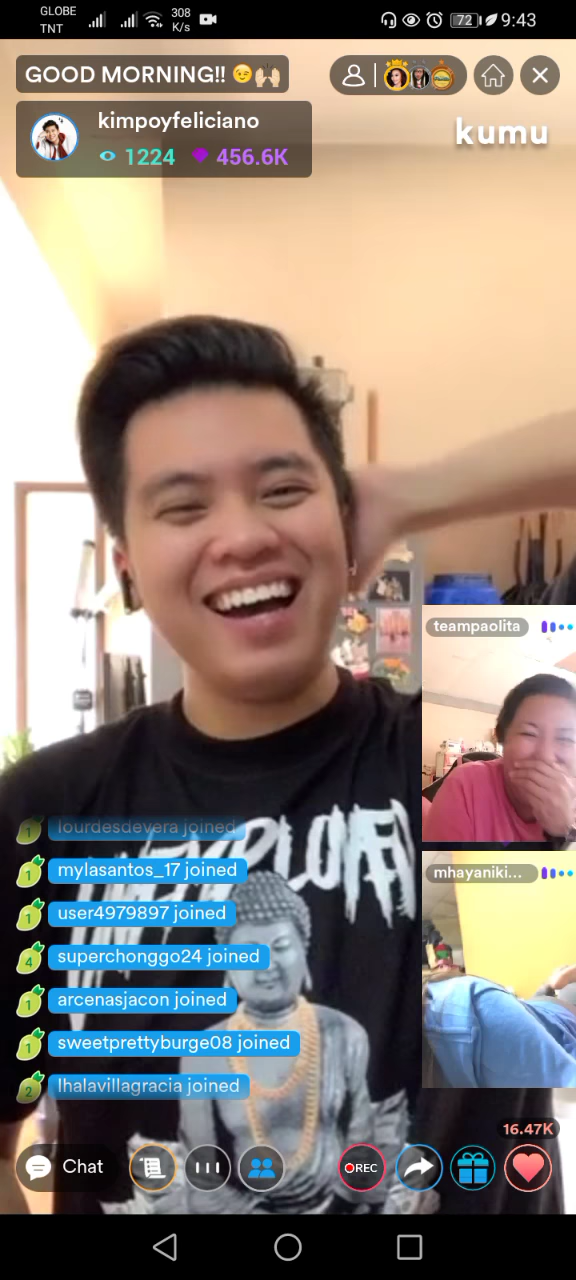 GLOBE
TNT
308
K/s
72
9:43
GOOD MORNING!! 😉🙌🏻
kimpoyfeliciano
1224 456.6K
kumu
teampaolita
mhayaniki...
lourdesdevera joined
1
mylasantos_17 joined
1
user4979897 joined
1
superchonggo24 joined
4
arcenasjacon joined
1
sweetprettyburge08 joined
1
lhalavillagracia joined
2
16.47K
Chat
REC